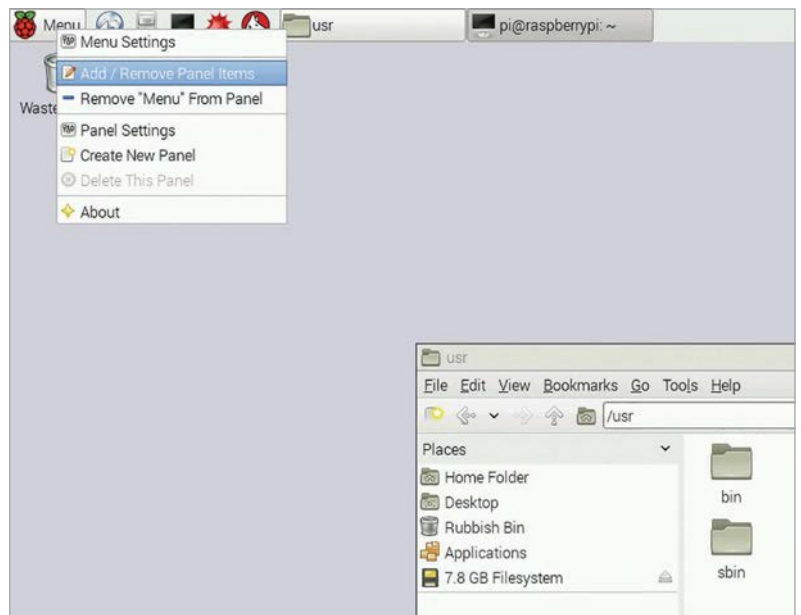 Menu
usr
pi@raspberrypi: ~
Menu Settings
Add / Remove Panel Items
Remove "Menu" From Panel
Panel Settings
Create New Panel
Delete This Panel
About
Waste
usr
File Edit View Bookmarks Go Tools Help
/usr
Places
Home Folder
Desktop
Rubbish Bin
Applications
7.8 GB Filesystem
bin
sbin